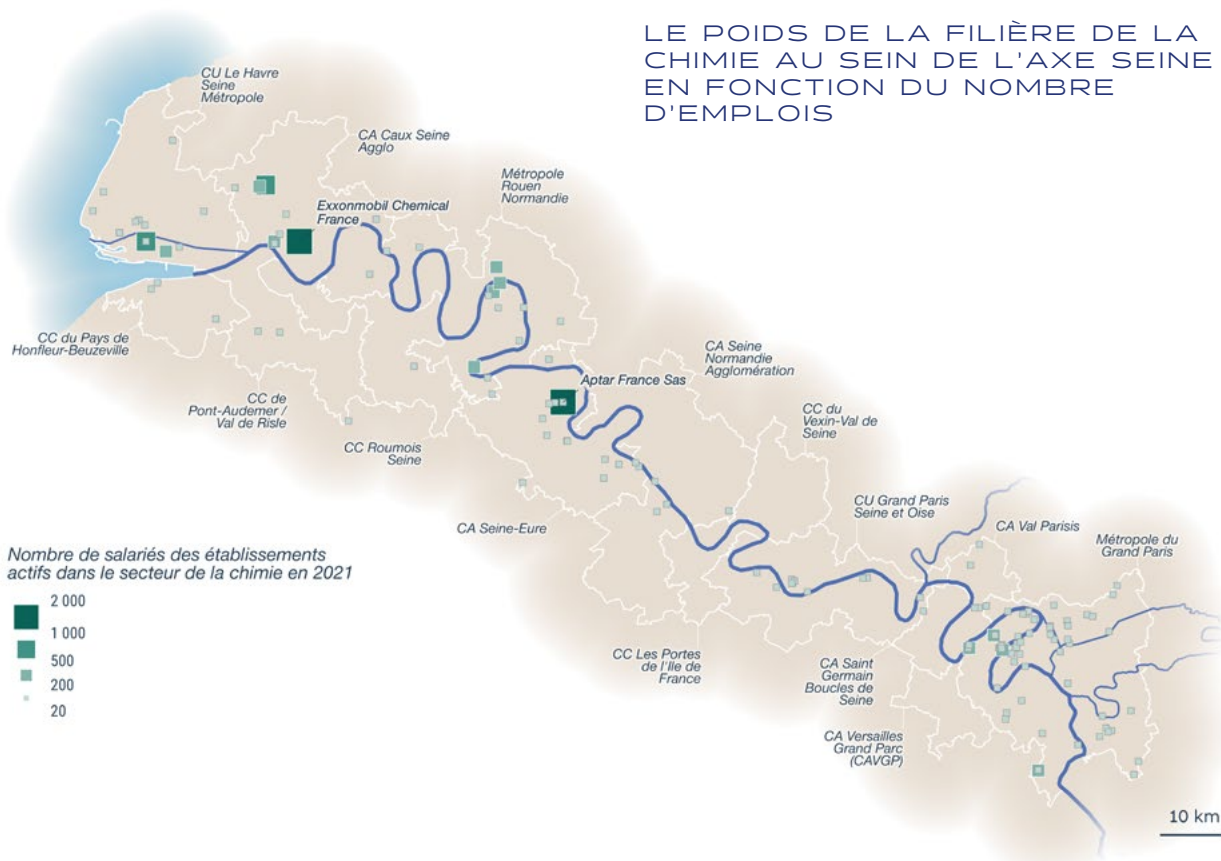 LE POIDS DE LA FILIÈRE DE LA
CHIMIE AU SEIN DE L'AXE SEINE
EN FONCTION DU NOMBRE
D'EMPLOIS
CU Le Havre
Seine
Métropole
CA Caux Seine
Agglo
Métropole
Rouen
Normandie
Exxonmobil Chemical
France
CC du Pays de
Honfleur-Beuzeville
CA Seine
Normandie
Agglomération
Aptar France Sas
CC de
Pont-Audemer /
Val de Risle
CC du
Vexin-Val de
Seine
CC Roumois
Seine
CU Grand Paris
Seine et Oise
CA Seine-Eure
CA Val Parisis
Métropole du
Grand Paris
Nombre de salariés des établissements
actifs dans le secteur de la chimie en 2021
2 000
1 000
500
200
20
CC Les Portes
de l'Ile de
France
CA Saint
Germain
Boucles de
Seine
CA Versailles
Grand Parc
(CAVGP)
10 km